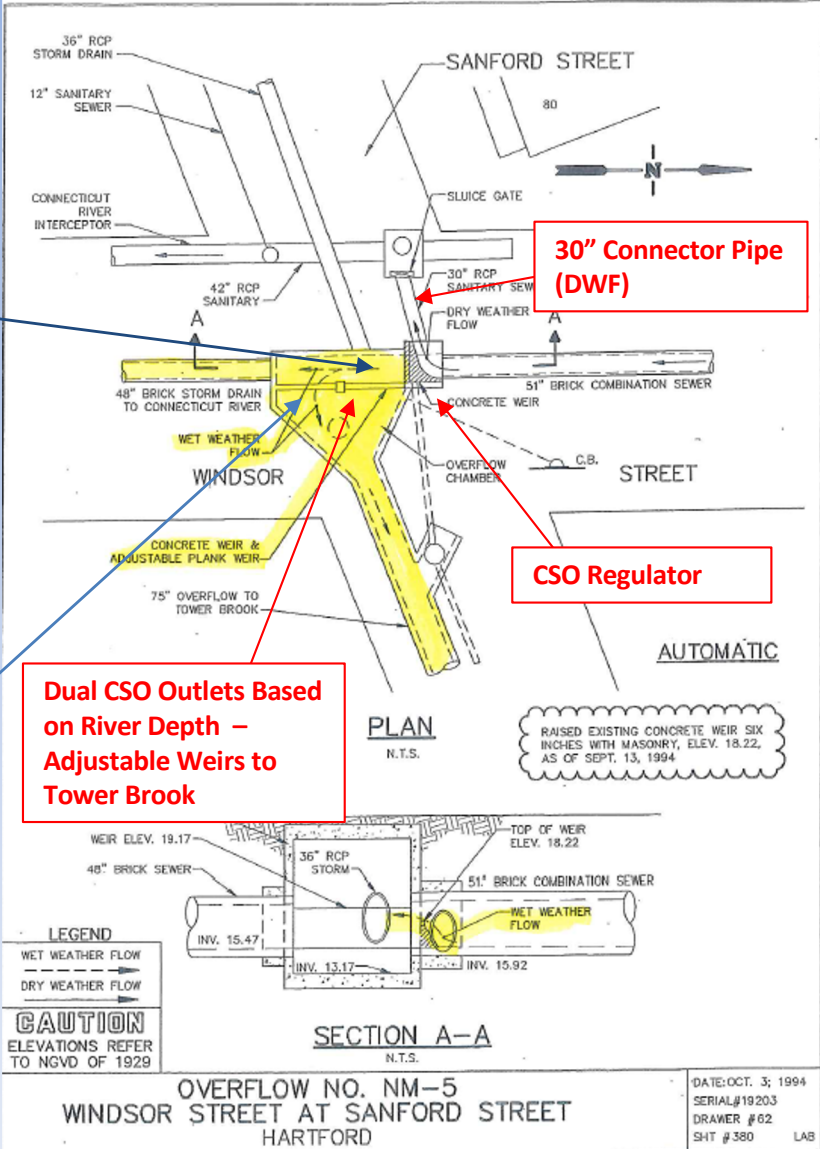 36" RCP
STORM DRAIN
SANFORD STREET
12" SANITARY
SEWER
80
N
SLUICE GATE
CONNECTICUT
RIVER
INTERCEPTOR
30" Connector Pipe
(DWF)
42" RCP
SANITARY
30" RCP
SANITARY SEW
DRY WEATHER
FLOW
A
A
48" BRICK STORM DRAIN
TO CONNECTICUT RIVER
51" BRICK COMBINATION SEWER
CONCRETE WEIR
WET WEATHER
FLOW
OVERFLOW
CHAMBER
C.B.
WINDSOR
STREET
CONCRETE WEIR &
ADJUSTABLE PLANK WEIR
CSO Regulator
75" OVERFLOW TO
TOWER BROOK
AUTOMATIC
Dual CSO Outlets Based
on River Depth –
Adjustable Weirs to
Tower Brook
PLAN
N.T.S.
RAISED EXISTING CONCRETE WEIR SIX
INCHES WITH MASONRY, ELEV. 18.22,
AS OF SEPT. 13, 1994
WEIR ELEV. 19.17
TOP OF WEIR
ELEV. 18.22
36" RCP
STORM
48" BRICK SEWER
51" BRICK COMBINATION SEWER
WET WEATHER
FLOW
INV. 15.47
INV. 13.17
INV. 15.92
LEGEND
WET WEATHER FLOW
DRY WEATHER FLOW
CAUTION
ELEVATIONS REFER
TO NGVD OF 1929
SECTION A-A
N.T.S.
OVERFLOW NO. NM-5
WINDSOR STREET AT SANFORD STREET
HARTFORD
DATE: OCT. 3; 1994
SERIAL#19203
DRAWER #62
SHT #380 LAB